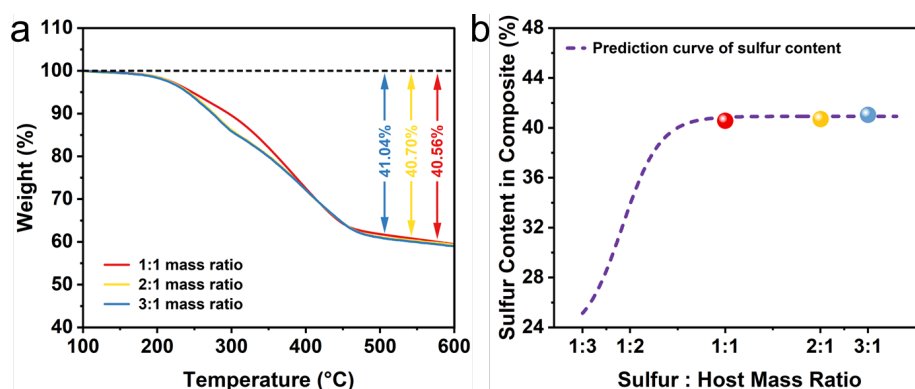 a
110
100
90
80
70
60
50
40
100
200
300
400
500
600
Weight (%)
Temperature (°C)
41.04%
40.70%
40.56%
1:1 mass ratio
2:1 mass ratio
3:1 mass ratio
b
48
44
40
36
32
28
24
1:3
1:2
1:1
2:1
3:1
Sulfur Content in Composite (%)
Sulfur : Host Mass Ratio
Prediction curve of sulfur content